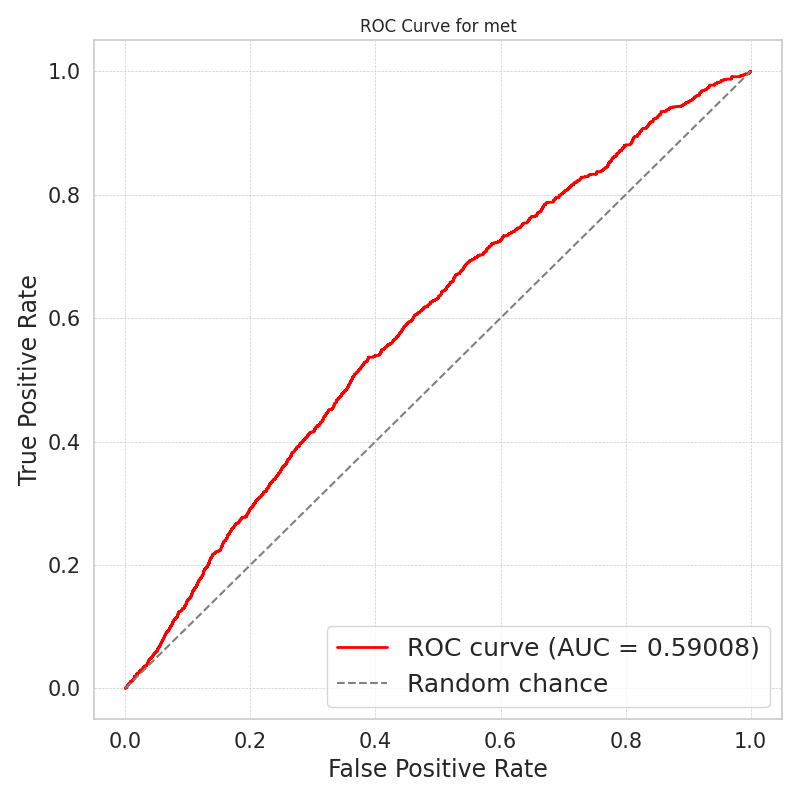 ROC Curve for met
1.0
0.8
0.6
0.4
0.2
0.0
True Positive Rate
ROC curve (AUC = 0.59008)
Random chance
0.0 0.2 0.4 0.6 0.8 1.0
False Positive Rate